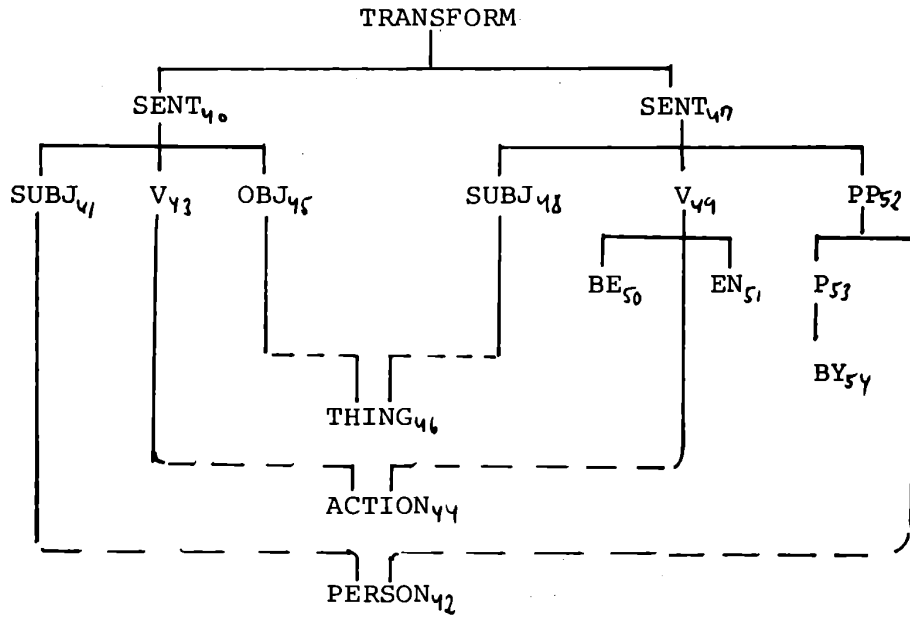 TRANSFORM
SENT40 SENT47
SUBJ41 V43 OBJ45 SUBJ48 V49 PP52
BE50 EN51 P53
BY54
THING46
ACTION44
PERSON42